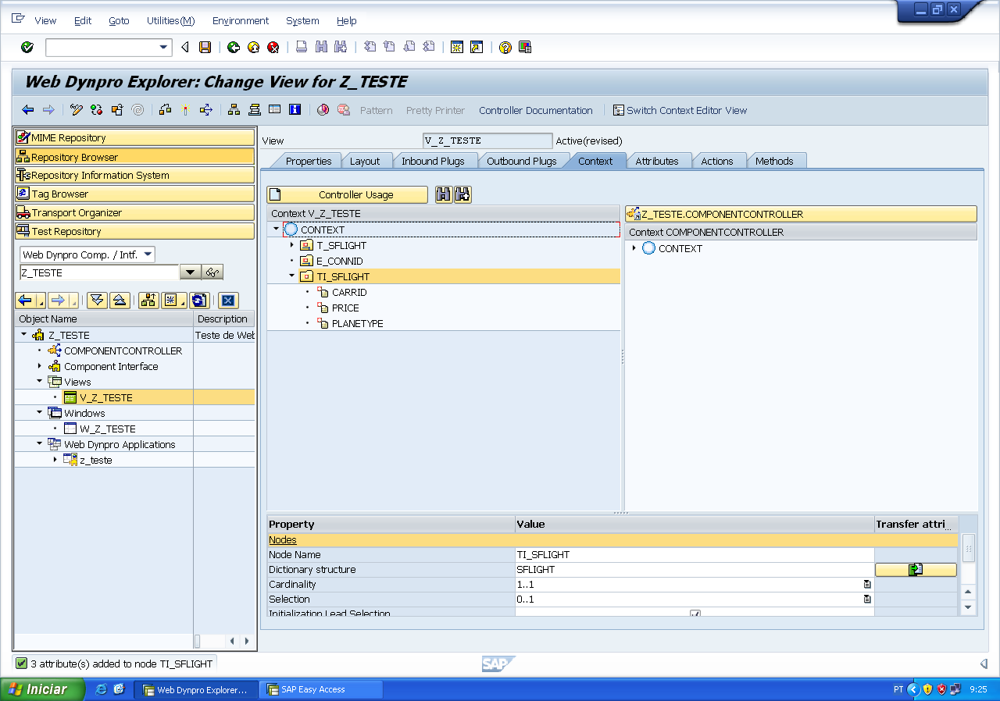 View Edit Goto Utilities(M) Environment System Help
Web Dynpro Explorer: Change View for Z_TESTE
Pattern Pretty Printer Controller Documentation Switch Context Editor View
MIME Repository
Repository Browser
Repository Information System
Tag Browser
Transport Organizer
Test Repository
Web Dynpro Comp. / Intf.
Z_TESTE
Object Name Description
Z_TESTE Teste de Web
COMPONENTCONTROLLER
Component Interface
Views
V_Z_TESTE
Windows
W_Z_TESTE
Web Dynpro Applications
z_teste
View V_Z_TESTE Active(revised)
Properties Layout Inbound Plugs Outbound Plugs Context Attributes Actions Methods
Controller Usage
Context V_Z_TESTE
CONTEXT
T_SFLIGHT
E_CONNID
TI_SFLIGHT
CARRID
PRICE
PLANETYPE
Z_TESTE.COMPONENTCONTROLLER
Context COMPONENTCONTROLLER
CONTEXT
Property Value Transfer attri...
Nodes
Node Name TI_SFLIGHT
Dictionary structure SFLIGHT
Cardinality 1..1
Selection 0..1
Initialization Lead Selection
3 attribute(s) added to node TI_SFLIGHT
SAP
Iniciar Web Dynpro Explorer... SAP Easy Access PT 9:25